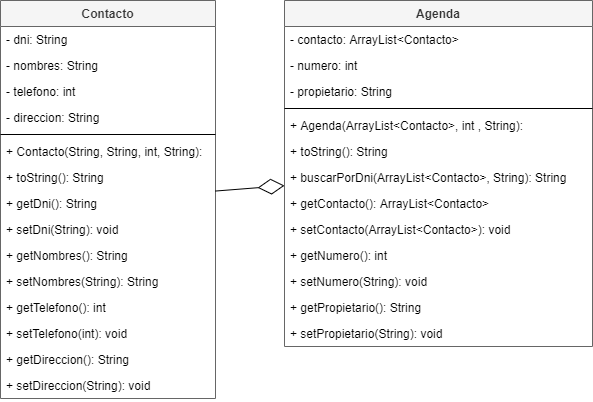 Contacto
- dni: String
- nombres: String
- telefono: int
- direccion: String
+ Contacto(String, String, int, String):
+ toString(): String
+ getDni(): String
+ setDni(String): void
+ getNombres(): String
+ setNombres(String): String
+ getTelefono(): int
+ setTelefono(int): void
+ getDireccion(): String
+ setDireccion(String): void
Agenda
- contacto: ArrayList<Contacto>
- numero: int
- propietario: String
+ Agenda(ArrayList<Contacto>, int , String):
+ toString(): String
+ buscarPorDni(ArrayList<Contacto>, String): String
+ getContacto(): ArrayList<Contacto>
+ setContacto(ArrayList<Contacto>): void
+ getNumero(): int
+ setNumero(String): void
+ getPropietario(): String
+ setPropietario(String): void